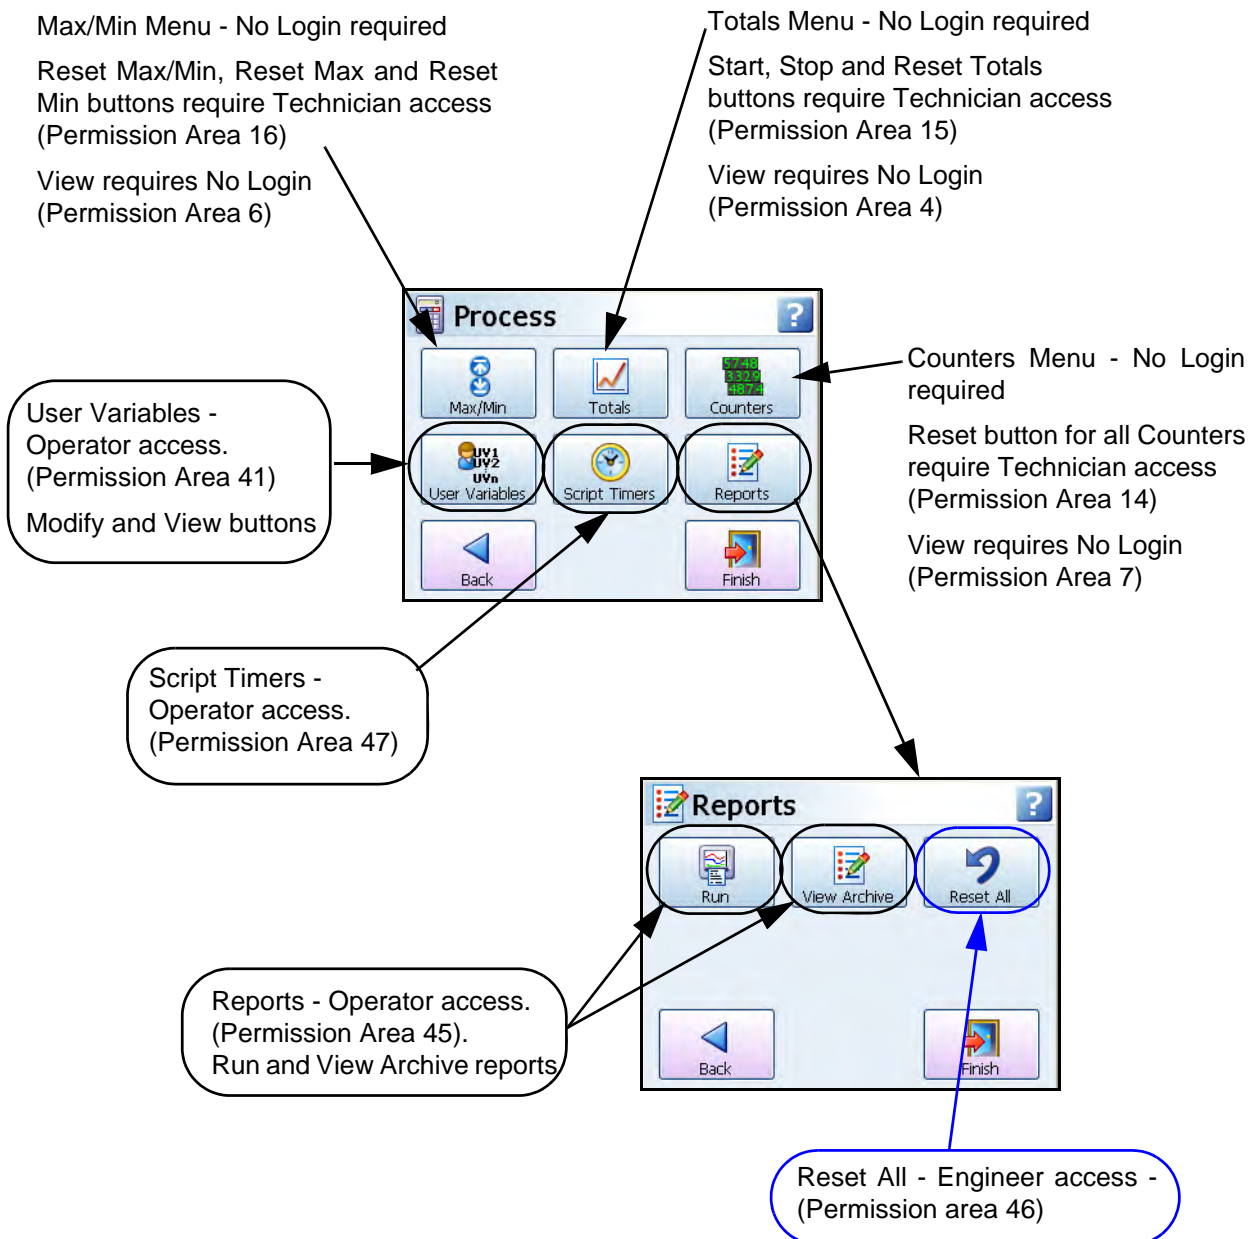 Max/Min Menu - No Login required
Reset Max/Min, Reset Max and Reset
Min buttons require Technician access
(Permission Area 16)
View requires No Login
(Permission Area 6)
Totals Menu - No Login required
Start, Stop and Reset Totals
buttons require Technician access
(Permission Area 15)
View requires No Login
(Permission Area 4)
Process
?
Max/Min
Totals
5748
3329
4874
Counters
UV1
UV2
UVn
User Variables
Script Timers
Reports
Back
Finish
User Variables -
Operator access.
(Permission Area 41)
Modify and View buttons
Counters Menu - No Login
required
Reset button for all Counters
require Technician access
(Permission Area 14)
View requires No Login
(Permission Area 7)
Script Timers -
Operator access.
(Permission Area 47)
Reports
?
Run
View Archive
Reset All
Back
Finish
Reports - Operator access.
(Permission Area 45).
Run and View Archive reports
Reset All - Engineer access -
(Permission area 46)